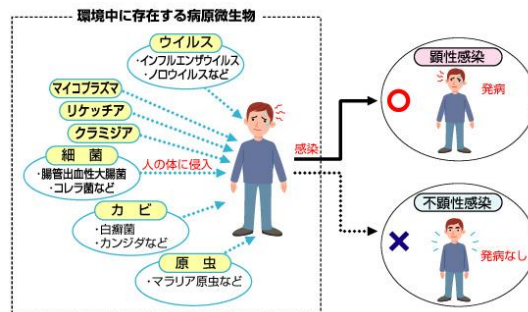 環境中に存在する病原微生物
ウイルス
・インフルエンザウイルス
・ノロウイルスなど
マイコプラズマ
リケッチア
クラミジア
細菌
・腸管出血性大腸菌
・コレラ菌など
人の体に侵入
カビ
・白癬菌
・カンジダなど
原虫
・マラリア原虫など
感染
顕性感染
発病
不顕性感染
発病なし